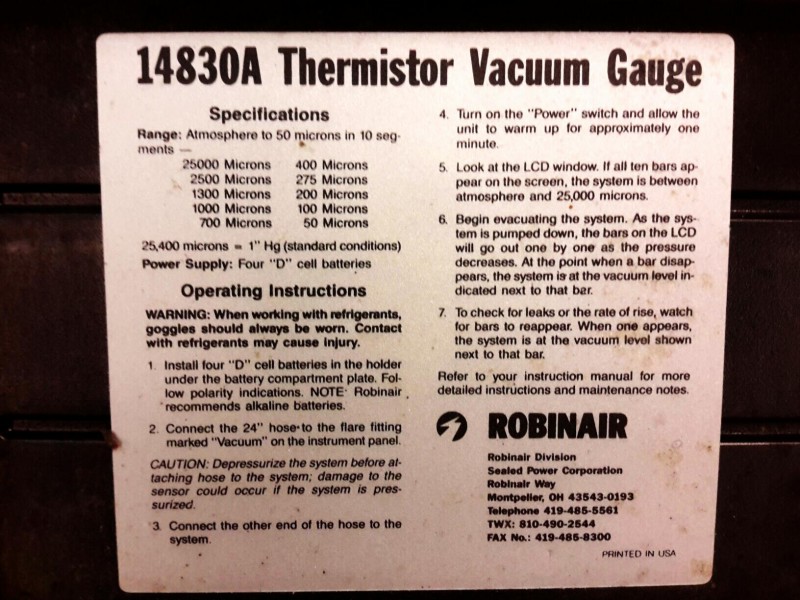 14830A Thermistor Vacuum Gauge
Specifications
Range: Atmosphere to 50 microns in 10 seg-
ments —
25000 Microns 400 Microns
2500 Microns 275 Microns
1300 Microns 200 Microns
1000 Microns 100 Microns
700 Microns 50 Microns
25,400 microns = 1" Hg (standard conditions)
Power Supply: Four "D" cell batteries
Operating Instructions
WARNING: When working with refrigerants,
goggles should always be worn. Contact
with refrigerants may cause injury.
1. Install four "D" cell batteries in the holder
under the battery compartment plate. Fol-
low polarity indications. NOTE: Robinair
recommends alkaline batteries.
2. Connect the 24" hose to the flare fitting
marked "Vacuum" on the instrument panel.
CAUTION: Depressurize the system before at-
taching hose to the system; damage to the
sensor could occur if the system is pres-
surized.
3. Connect the other end of the hose to the
system.
4. Turn on the "Power" switch and allow the
unit to warm up for approximately one
minute.
5. Look at the LCD window. If all ten bars ap-
pear on the screen, the system is between
atmosphere and 25,000 microns.
6. Begin evacuating the system. As the sys-
tem is pumped down, the bars on the LCD
will go out one by one as the pressure
decreases. At the point when a bar disap-
pears, the system is at the vacuum level in-
dicated next to that bar.
7. To check for leaks or the rate of rise, watch
for bars to reappear. When one appears,
the system is at the vacuum level shown
next to that bar.
Refer to your instruction manual for more
detailed instructions and maintenance notes.
ROBINAIR
Robinair Division
Sealed Power Corporation
Robinair Way
Montpelier, OH 43543-0193
Telephone 419-485-5561
TWX: 810-490-2544
FAX No.: 419-485-8300
PRINTED IN USA